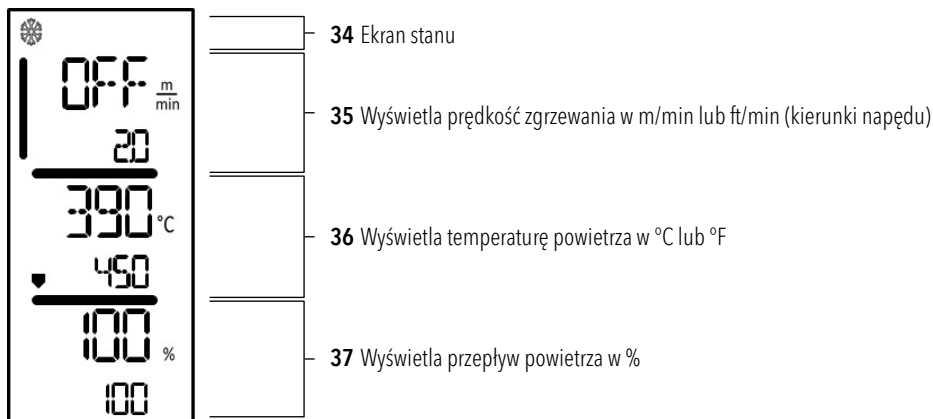 34 Ekran stanu
OFF m/min
2.0
35 Wyświetla prędkość zgrzewania w m/min lub ft/min (kierunki napędu)
390 °C
450
36 Wyświetla temperaturę powietrza w °C lub °F
100 %
100
37 Wyświetla przepływ powietrza w %